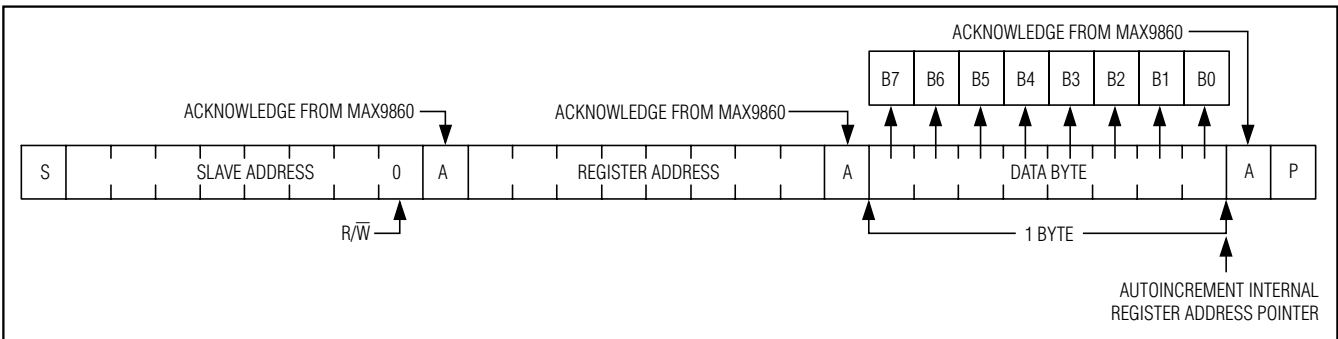 ACKNOWLEDGE FROM MAX9860
B7 B6 B5 B4 B3 B2 B1 B0
ACKNOWLEDGE FROM MAX9860 ACKNOWLEDGE FROM MAX9860
S SLAVE ADDRESS 0 A REGISTER ADDRESS A DATA BYTE A P
R/W̅
1 BYTE
AUTOINCREMENT INTERNAL
REGISTER ADDRESS POINTER